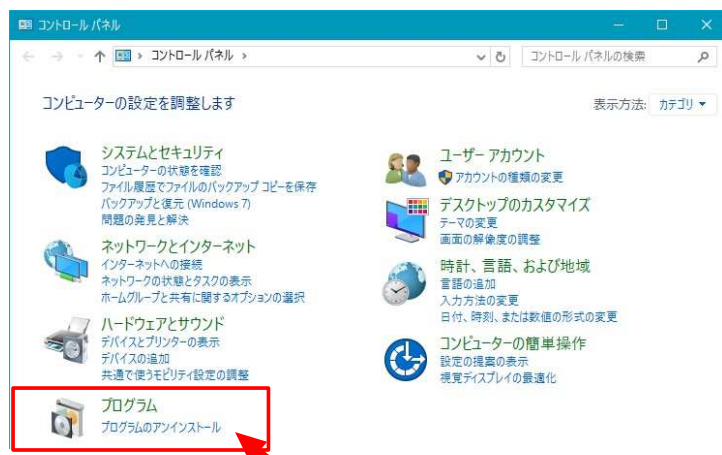 コントロール パネル
コントロール パネル
コントロール パネルの検索
コンピューターの設定を調整します
表示方法: カテゴリ
システムとセキュリティ
コンピューターの状態を確認
ファイル履歴でファイルのバックアップ コピーを保存
バックアップと復元 (Windows 7)
問題の発見と解決
ネットワークとインターネット
インターネットへの接続
ネットワークの状態とタスクの表示
ホームグループと共有に関するオプションの選択
ハードウェアとサウンド
デバイスとプリンターの表示
デバイスの追加
共通で使うモビリティ設定の調整
プログラム
プログラムのアンインストール
ユーザー アカウント
アカウントの種類の変更
デスクトップのカスタマイズ
テーマの変更
画面の解像度の調整
時計、言語、および地域
言語の追加
入力方法の変更
日付、時刻、または数値の形式の変更
コンピューターの簡単操作
設定の提案の表示
視覚ディスプレイの最適化